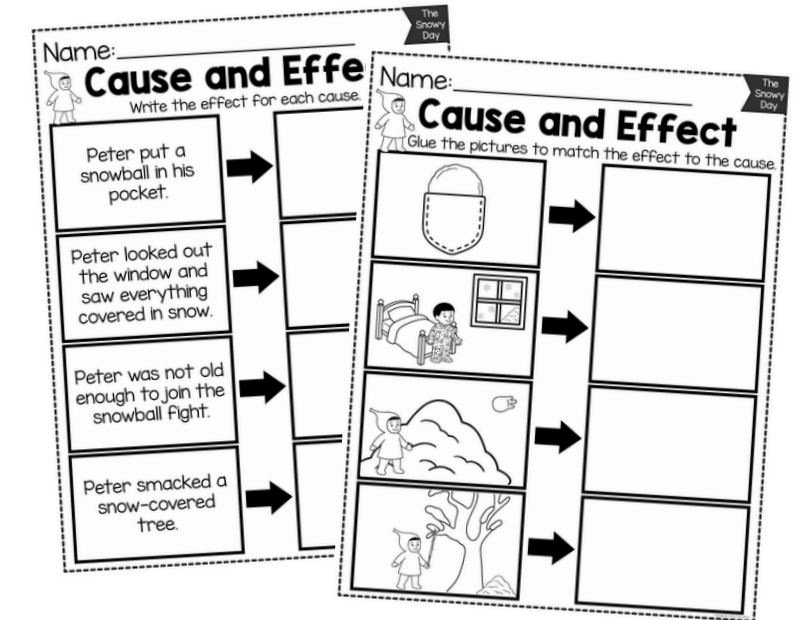 The
Snowy
Day
Name:
Cause and Effe
Write the effect for each cause.
Peter put a
snowball in his
pocket.
Peter looked out
the window and
saw everything
covered in snow.
Peter was not old
enough to join the
snowball fight.
Peter smacked a
snow-covered
tree.
The
Snowy
Day
Name:
Cause and Effect
Glue the pictures to match the effect to the cause.